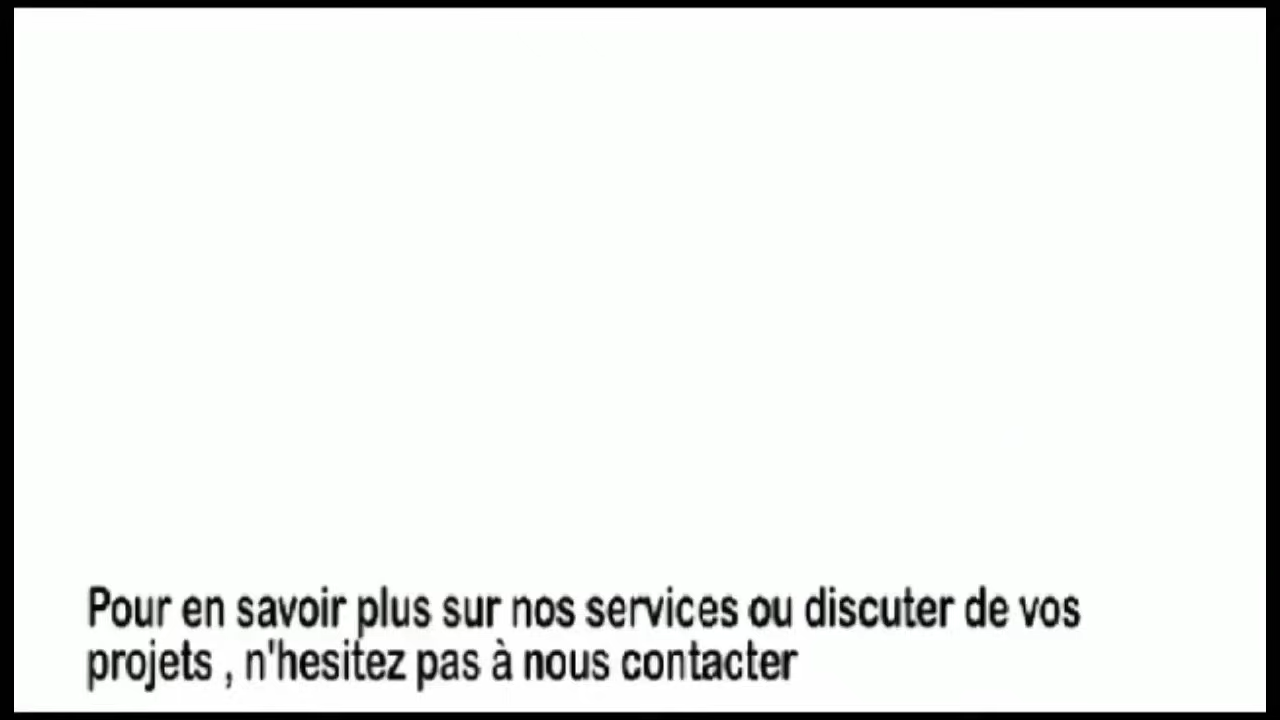 Pour en savoir plus sur nos services ou discuter de vos
projets , n'hesitez pas à nous contacter